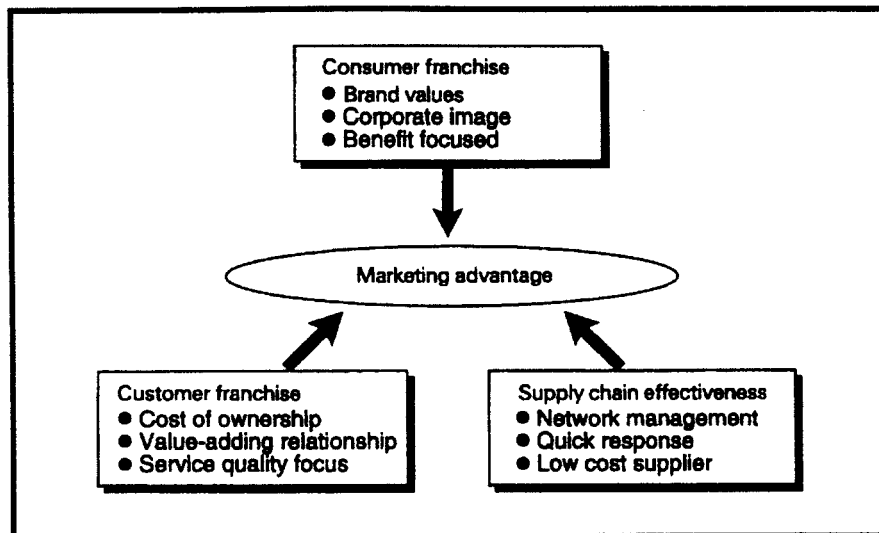 Consumer franchise
● Brand values
● Corporate image
● Benefit focused
Marketing advantage
Customer franchise
● Cost of ownership
● Value-adding relationship
● Service quality focus
Supply chain effectiveness
● Network management
● Quick response
● Low cost supplier